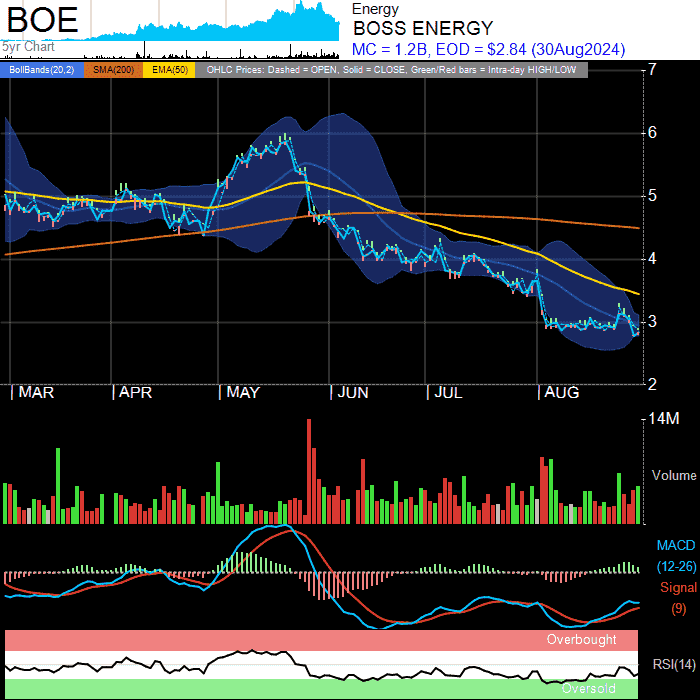 BOE
Energy
BOSS ENERGY
5yr Chart
MC = 1.2B, EOD = $2.84 (30Aug2024)
BollBands(20,2) SMA(200) EMA(50) OHLC Prices: Dashed = OPEN, Solid = CLOSE, Green/Red bars = Intra-day HIGH/LOW
7
6
5
4
3
2
MAR APR MAY JUN JUL AUG
14M
Volume
MACD
(12-26)
Signal
(9)
Overbought
RSI(14)
Oversold